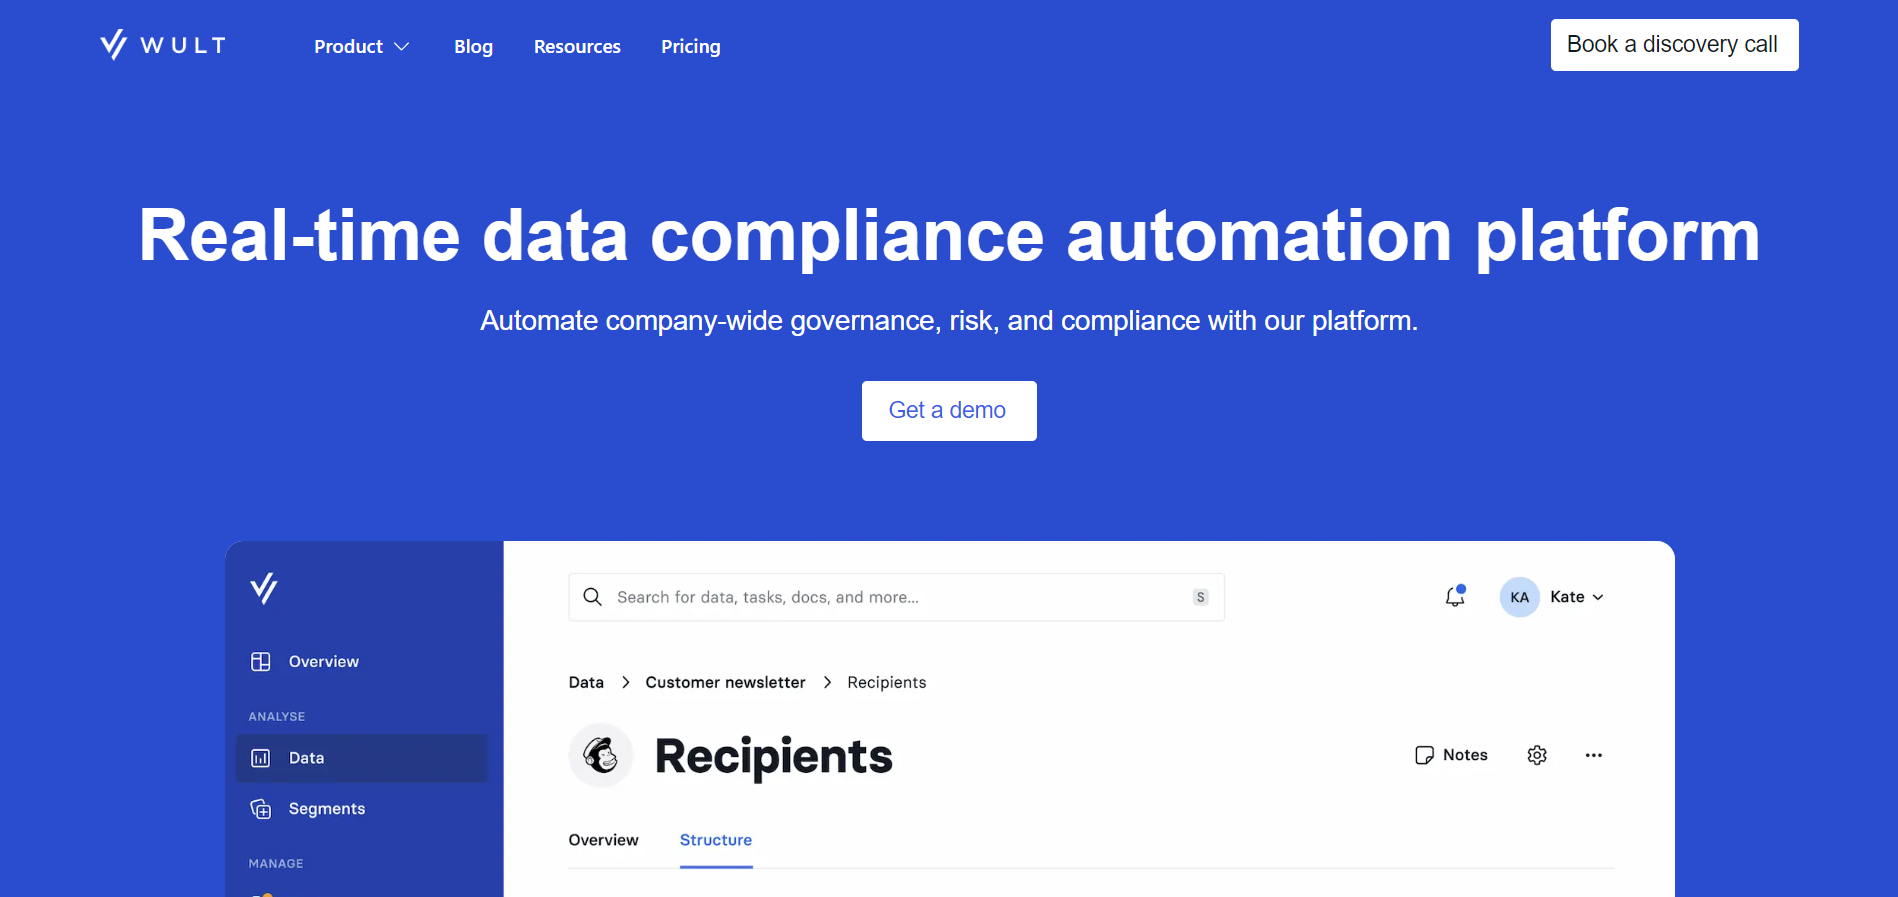 WULT
Product
Blog
Resources
Pricing
Book a discovery call
Real-time data compliance automation platform
Automate company-wide governance, risk, and compliance with our platform.
Get a demo
Search for data, tasks, docs, and more...
S
KA
Kate
Overview
ANALYSE
Data
Segments
MANAGE
Data > Customer newsletter > Recipients
Recipients
Notes
Overview
Structure